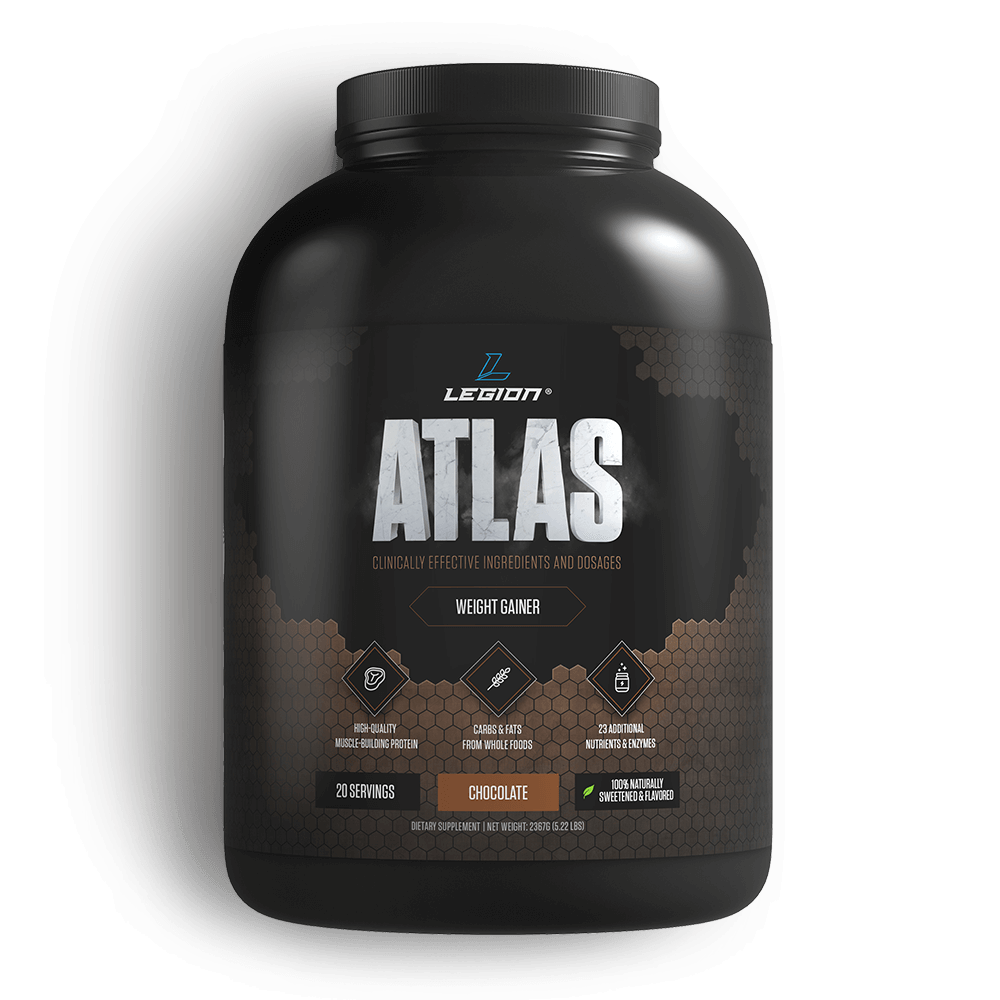 LEGION®
ATLAS
CLINICALLY EFFECTIVE INGREDIENTS AND DOSAGES
WEIGHT GAINER
HIGH-QUALITY
MUSCLE-BUILDING PROTEIN
CARBS & FATS
FROM WHOLE FOODS
23 ADDITIONAL
NUTRIENTS & ENZYMES
20 SERVINGS
CHOCOLATE
100% NATURALLY
SWEETENED & FLAVORED
DIETARY SUPPLEMENT | NET WEIGHT: 2367G (5.22 LBS)